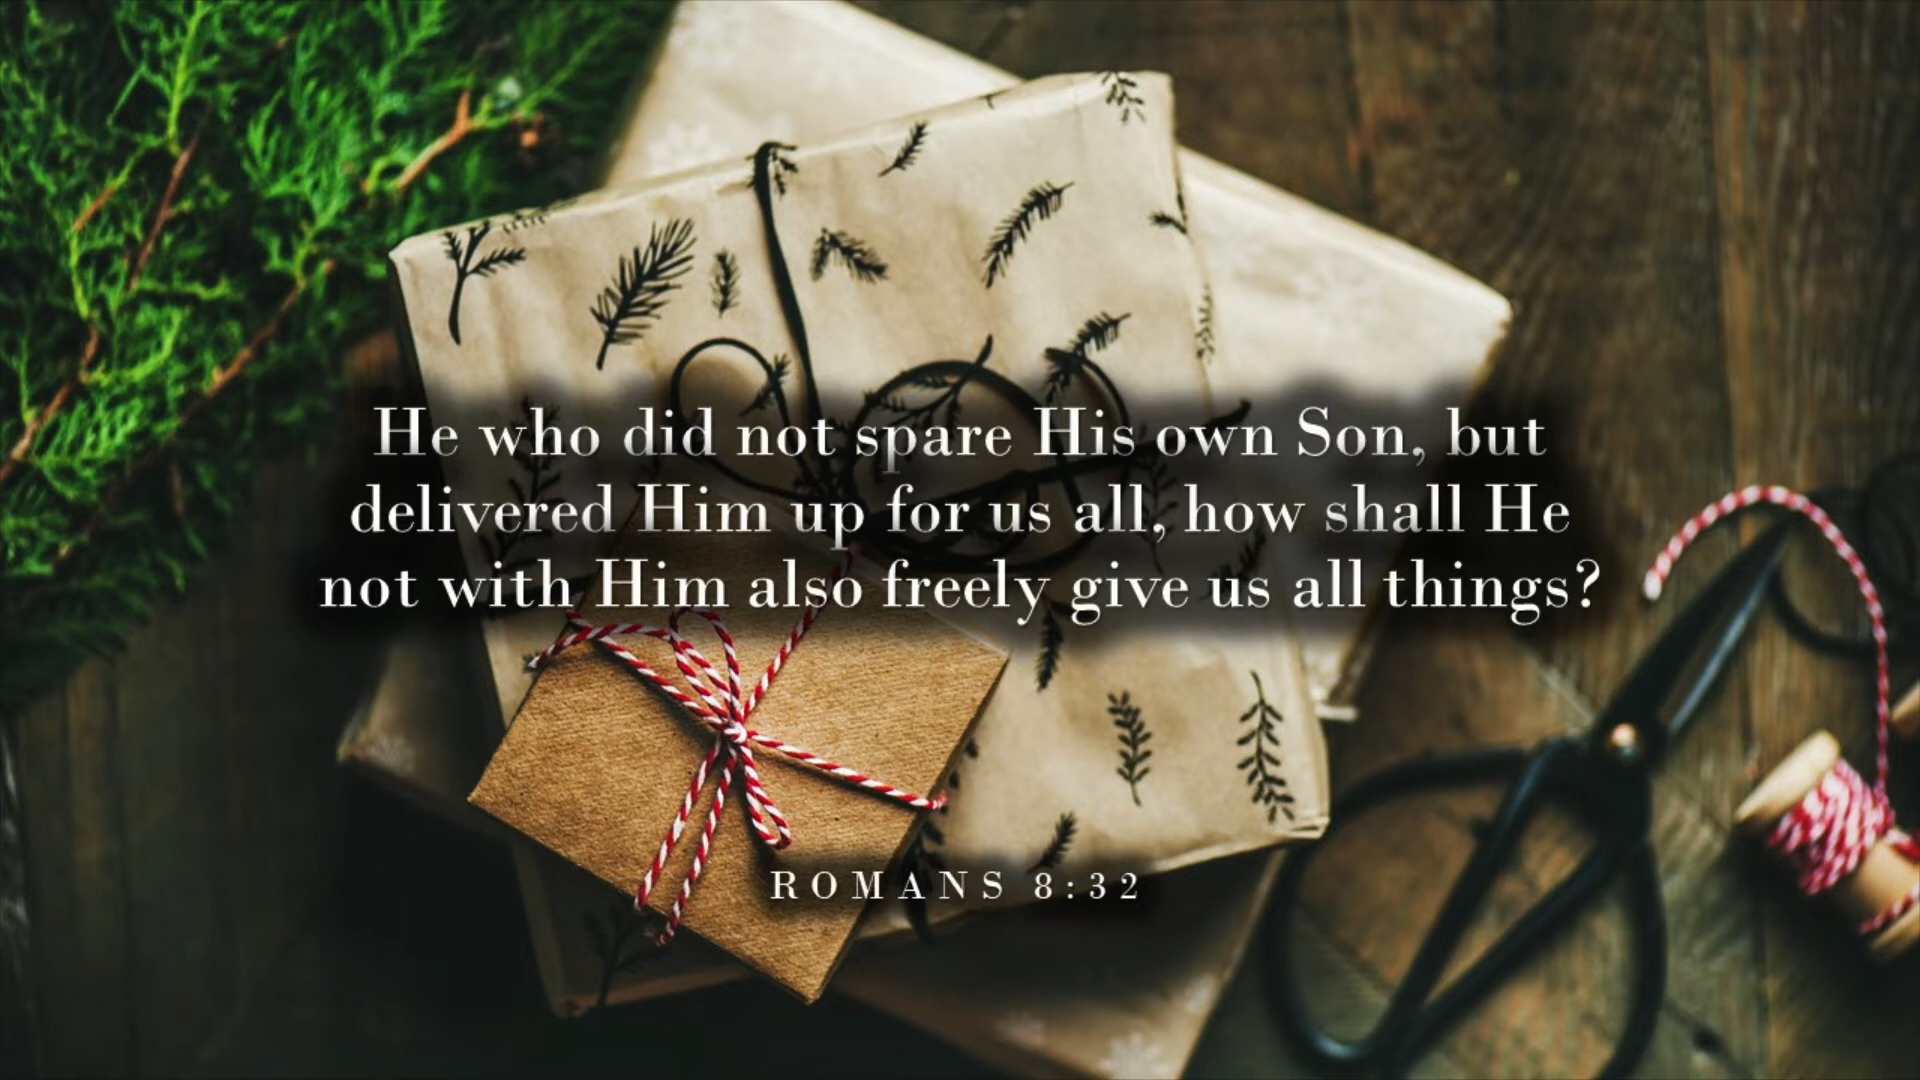 He who did not spare His own Son, but
delivered Him up for us all, how shall He
not with Him also freely give us all things?
ROMANS 8:32